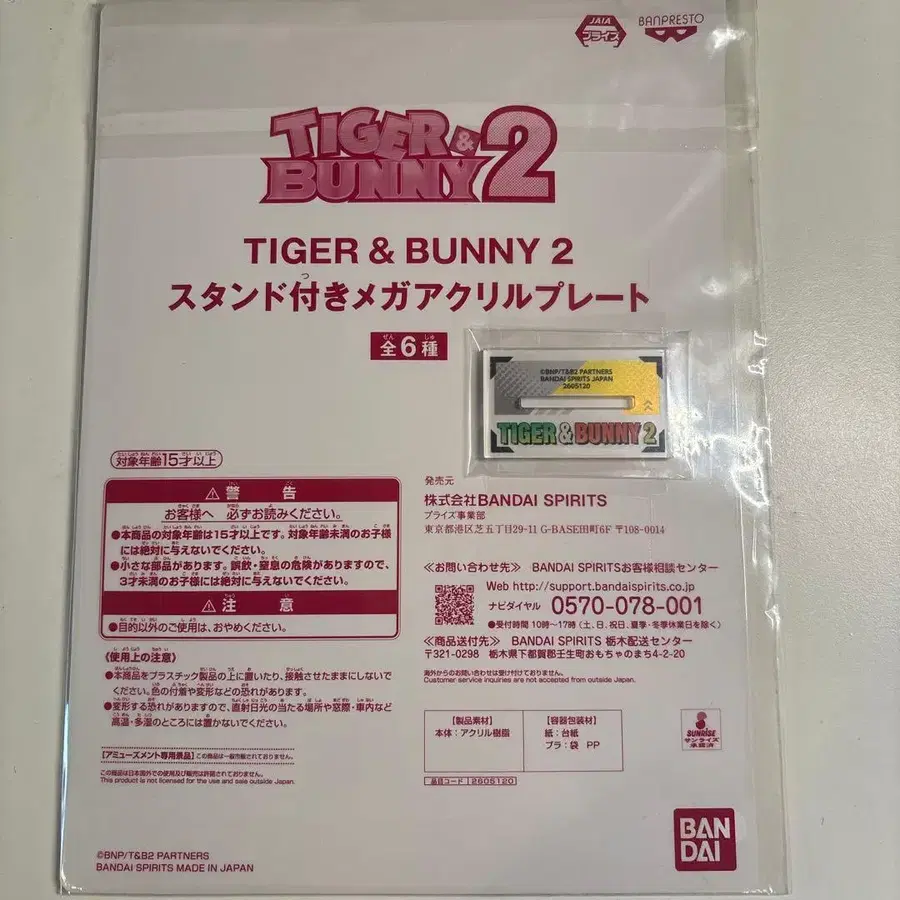 JAIA
プライズ
BANPRESTO
TIGER & BUNNY 2
TIGER & BUNNY 2
スタンド付きメガアクリルプレート
全6種
©BNP/T&B2 PARTNERS
BANDAI SPIRITS JAPAN
2605120
TIGER & BUNNY 2
対象年齢15才以上
⚠警告
お客様へ 必ずお読みください。
●本商品の対象年齢は15才以上です。対象年齢未満のお子様
には絶対に与えないでください。
●小さな部品があります。誤飲・窒息の危険がありますので、
3才未満のお子様には絶対に与えないでください。
⚠注意
●目的以外のご使用は、おやめください。
《使用上の注意》
●本商品をプラスチック製品の上に置いたり、接触させたままにしないで
ください。色の付着や変形などの恐れがあります。
●変形する恐れがありますので、直射日光の当たる場所や窓際・車内など
高温・多湿のところには置かないでください。
【アミューズメント専用景品】この商品は一般市販が禁止されておりません。
この商品は日本国外での使用及び販売は許諾されておりません。
This product is not licensed for the use and sale outside Japan.
©BNP/T&B2 PARTNERS
BANDAI SPIRITS MADE IN JAPAN
発売元
株式会社BANDAI SPIRITS
プライズ事業部
東京都港区芝五丁目29-11 G-BASE田町6F 〒108-0014
≪お問い合わせ先≫ BANDAI SPIRITSお客様相談センター
Web http://support.bandaispirits.co.jp
ナビダイヤル 0570-078-001
●受付時間 10時〜17時(土、日、祝日、夏季・冬季休業日を除く)
≪商品送付先≫ BANDAI SPIRITS 栃木配送センター
〒321-0298 栃木県下都賀郡壬生町おもちゃのまち4-2-20
海外からのお問い合わせは受け付けておりません。
Customer service inquiries are not accepted from outside Japan.
【製品素材】
本体：アクリル樹脂
【容器包装材】
紙：台紙
プラ：袋 PP
品目コード 2605120
SUNRISE
サンライズ
承認済
BAN
DAI